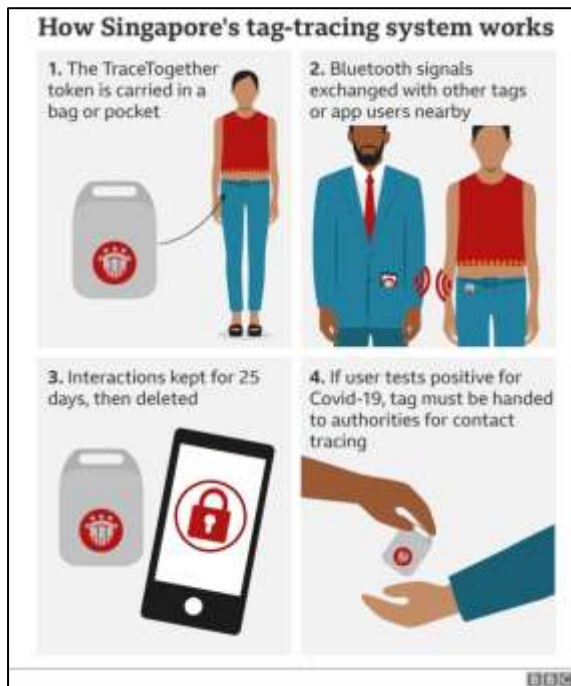 How Singapore's tag-tracing system works
1. The TraceTogether
token is carried in a
bag or pocket
2. Bluetooth signals
exchanged with other tags
or app users nearby
3. Interactions kept for 25
days, then deleted
4. If user tests positive for
Covid-19, tag must be handed
to authorities for contact
tracing
BBC